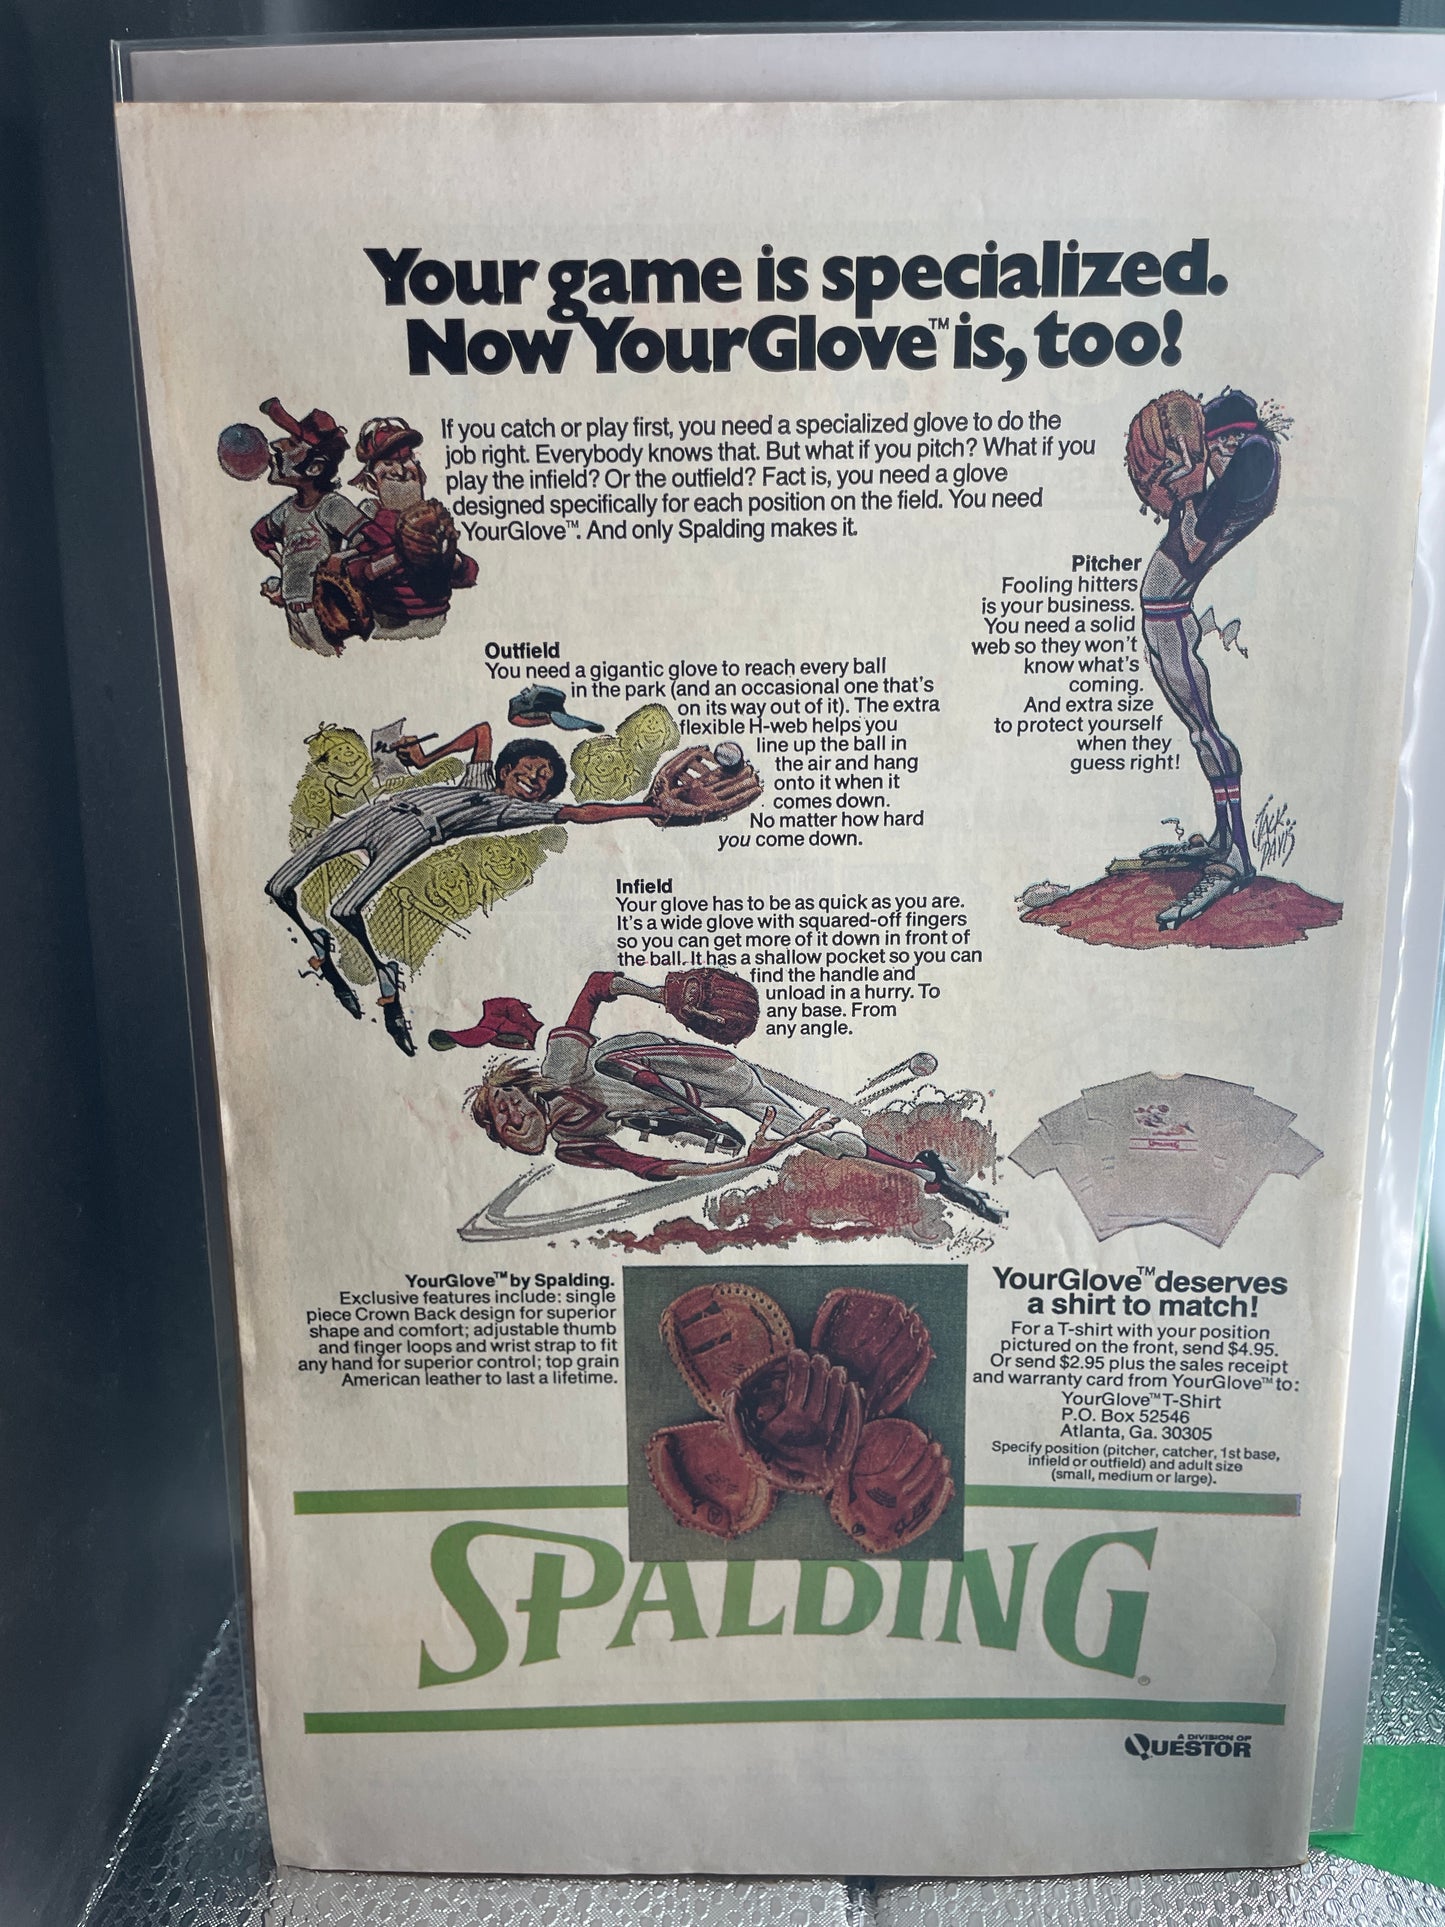 Your game is specialized.
Now YourGlove™ is, too!
If you catch or play first, you need a specialized glove to do the
job right. Everybody knows that. But what if you pitch? What if you
play the infield? Or the outfield? Fact is, you need a glove
designed specifically for each position on the field. You need
YourGlove™. And only Spalding makes it.
Pitcher
Fooling hitters
is your business.
You need a solid
web so they won't
know what's
coming.
And extra size
to protect yourself
when they
guess right!
JACK
DAVIS
Outfield
You need a gigantic glove to reach every ball
in the park (and an occasional one that's
on its way out of it). The extra
flexible H-web helps you
line up the ball in
the air and hang
onto it when it
comes down.
No matter how hard
you come down.
Infield
Your glove has to be as quick as you are.
It's a wide glove with squared-off fingers
so you can get more of it down in front of
the ball. It has a shallow pocket so you can
find the handle and
unload in a hurry. To
any base. From
any angle.
YourGlove™ by Spalding.
Exclusive features include: single
piece Crown Back design for superior
shape and comfort; adjustable thumb
and finger loops and wrist strap to fit
any hand for superior control; top grain
American leather to last a lifetime.
YourGlove™ deserves
a shirt to match!
For a T-shirt with your position
pictured on the front, send $4.95.
Or send $2.95 plus the sales receipt
and warranty card from YourGlove™ to:
YourGlove™ T-Shirt
P.O. Box 52546
Atlanta, Ga. 30305
Specify position (pitcher, catcher, 1st base,
infield or outfield) and adult size
(small, medium or large).
SPALDING®
A DIVISION OF
QUESTOR